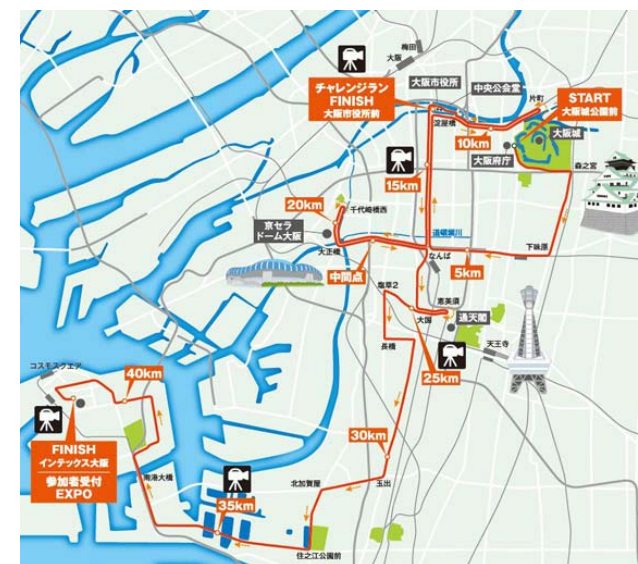 梅田
大阪
大阪市役所
中央公会堂
片町
チャレンジラン
FINISH
大阪市役所前
START
大阪城公園前
淀屋橋
10km
大阪城
大阪府庁
森之宮
15km
20km
千代崎橋西
京セラ
ドーム大阪
道頓堀川
大正橋
なんば
下味原
中間点
5km
塩草2
恵美須
大国
通天閣
長橋
天王寺
25km
コスモスクエア
40km
30km
FINISH
インテックス大阪
参加者受付
EXPO
南港大橋
北加賀屋
玉出
35km
住之江公園前